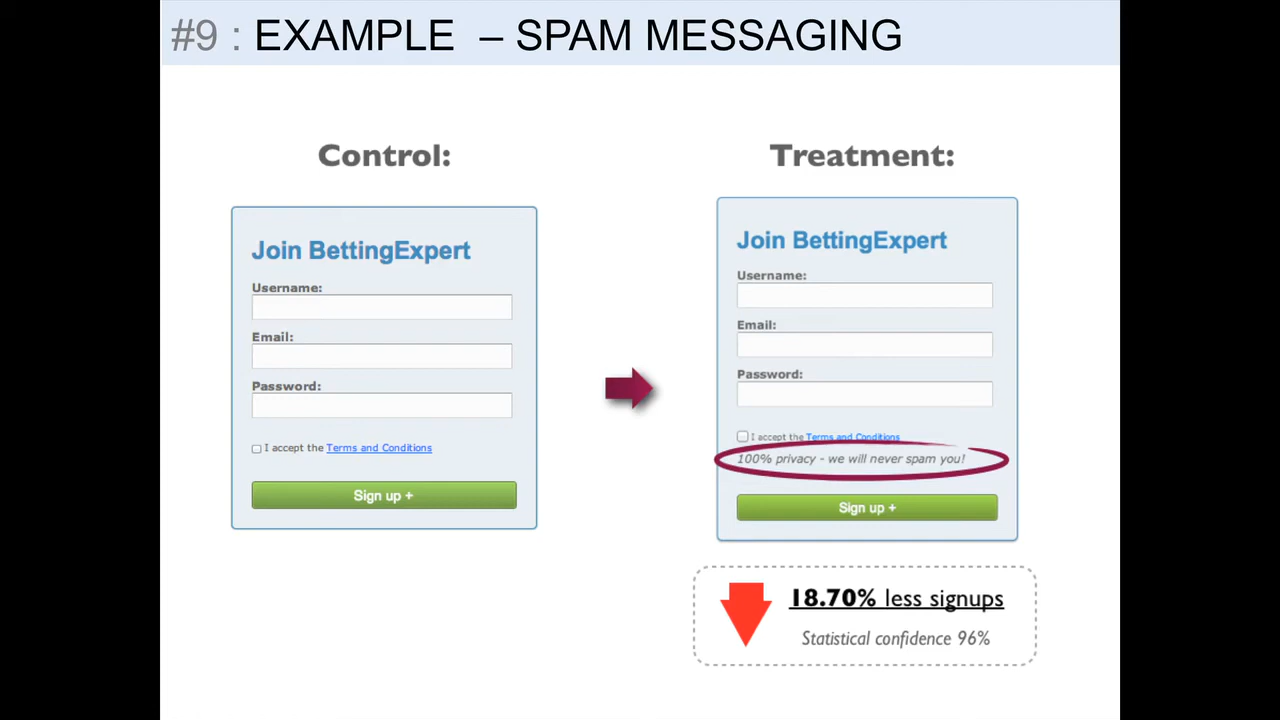 #9 : EXAMPLE – SPAM MESSAGING
Control:
Join BettingExpert
Username:
Email:
Password:
I accept the Terms and Conditions
Sign up +
Treatment:
Join BettingExpert
Username:
Email:
Password:
I accept the Terms and Conditions
100% privacy - we will never spam you!
Sign up +
18.70% less signups
Statistical confidence 96%